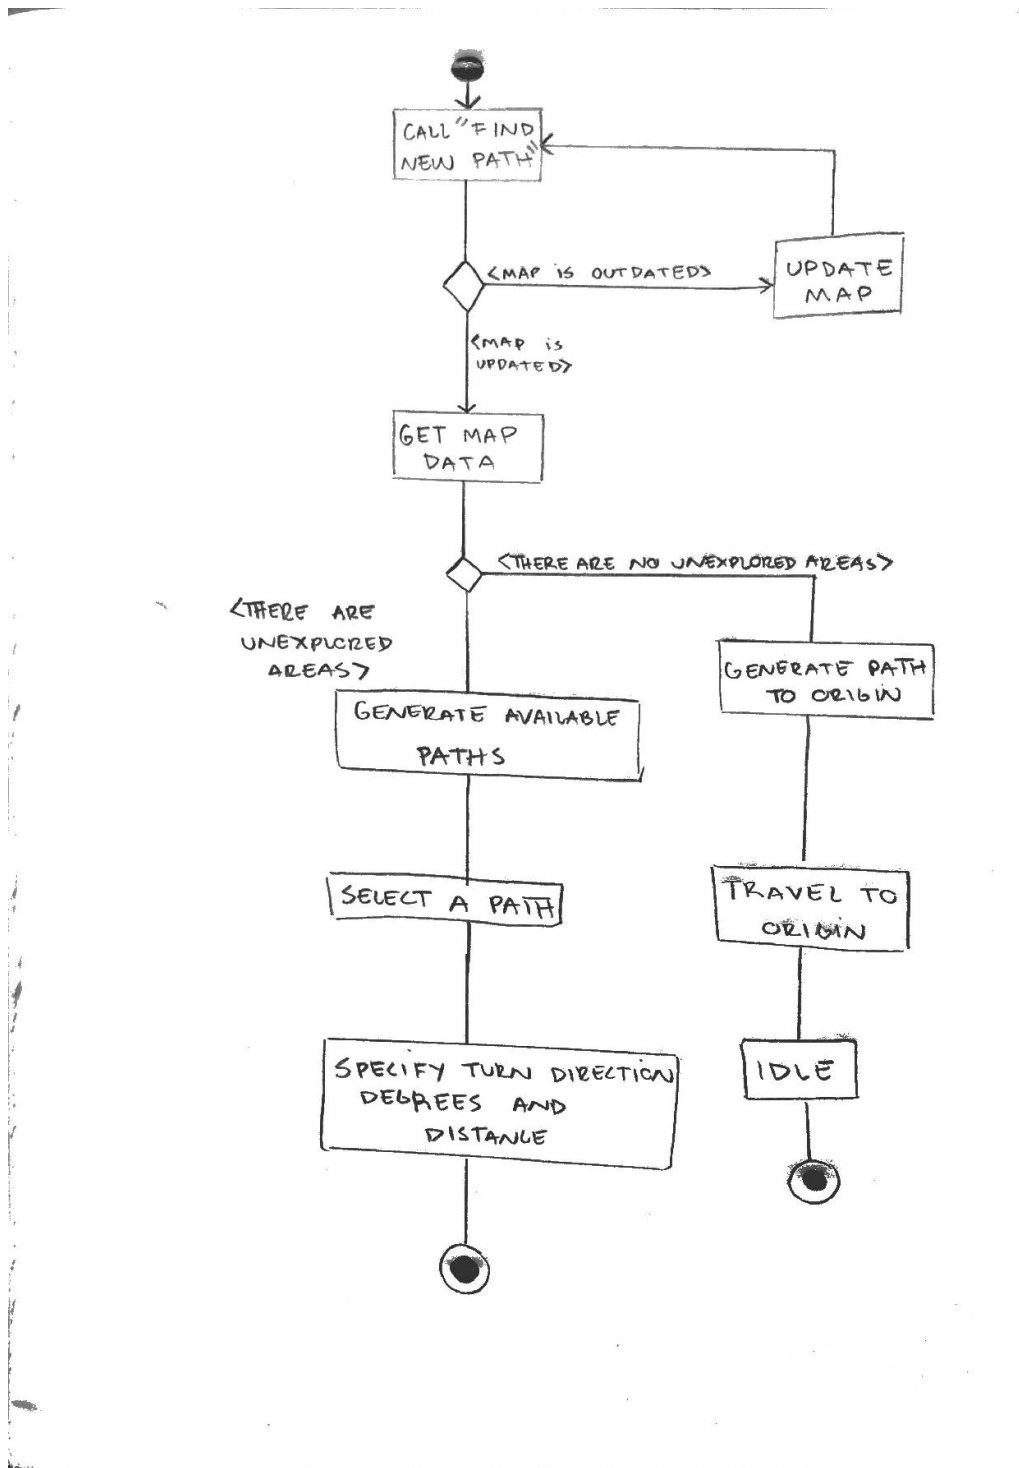 CALL "FIND
NEW PATH"
<MAP iS OUTDATED>
UPDATE
MAP
<MAP is
UPDATED>
GET MAP
DATA
<THERE ARE NO UNEXPLORED AREAS>
<THERE ARE
UNEXPLORED
AREAS>
GENERATE PATH
TO ORIGIN
GENERATE AVAILABLE
PATHS
SELECT A PATH
TRAVEL TO
ORIGIN
SPECIFY TURN DIRECTION
DEGREES AND
DISTANCE
IDLE